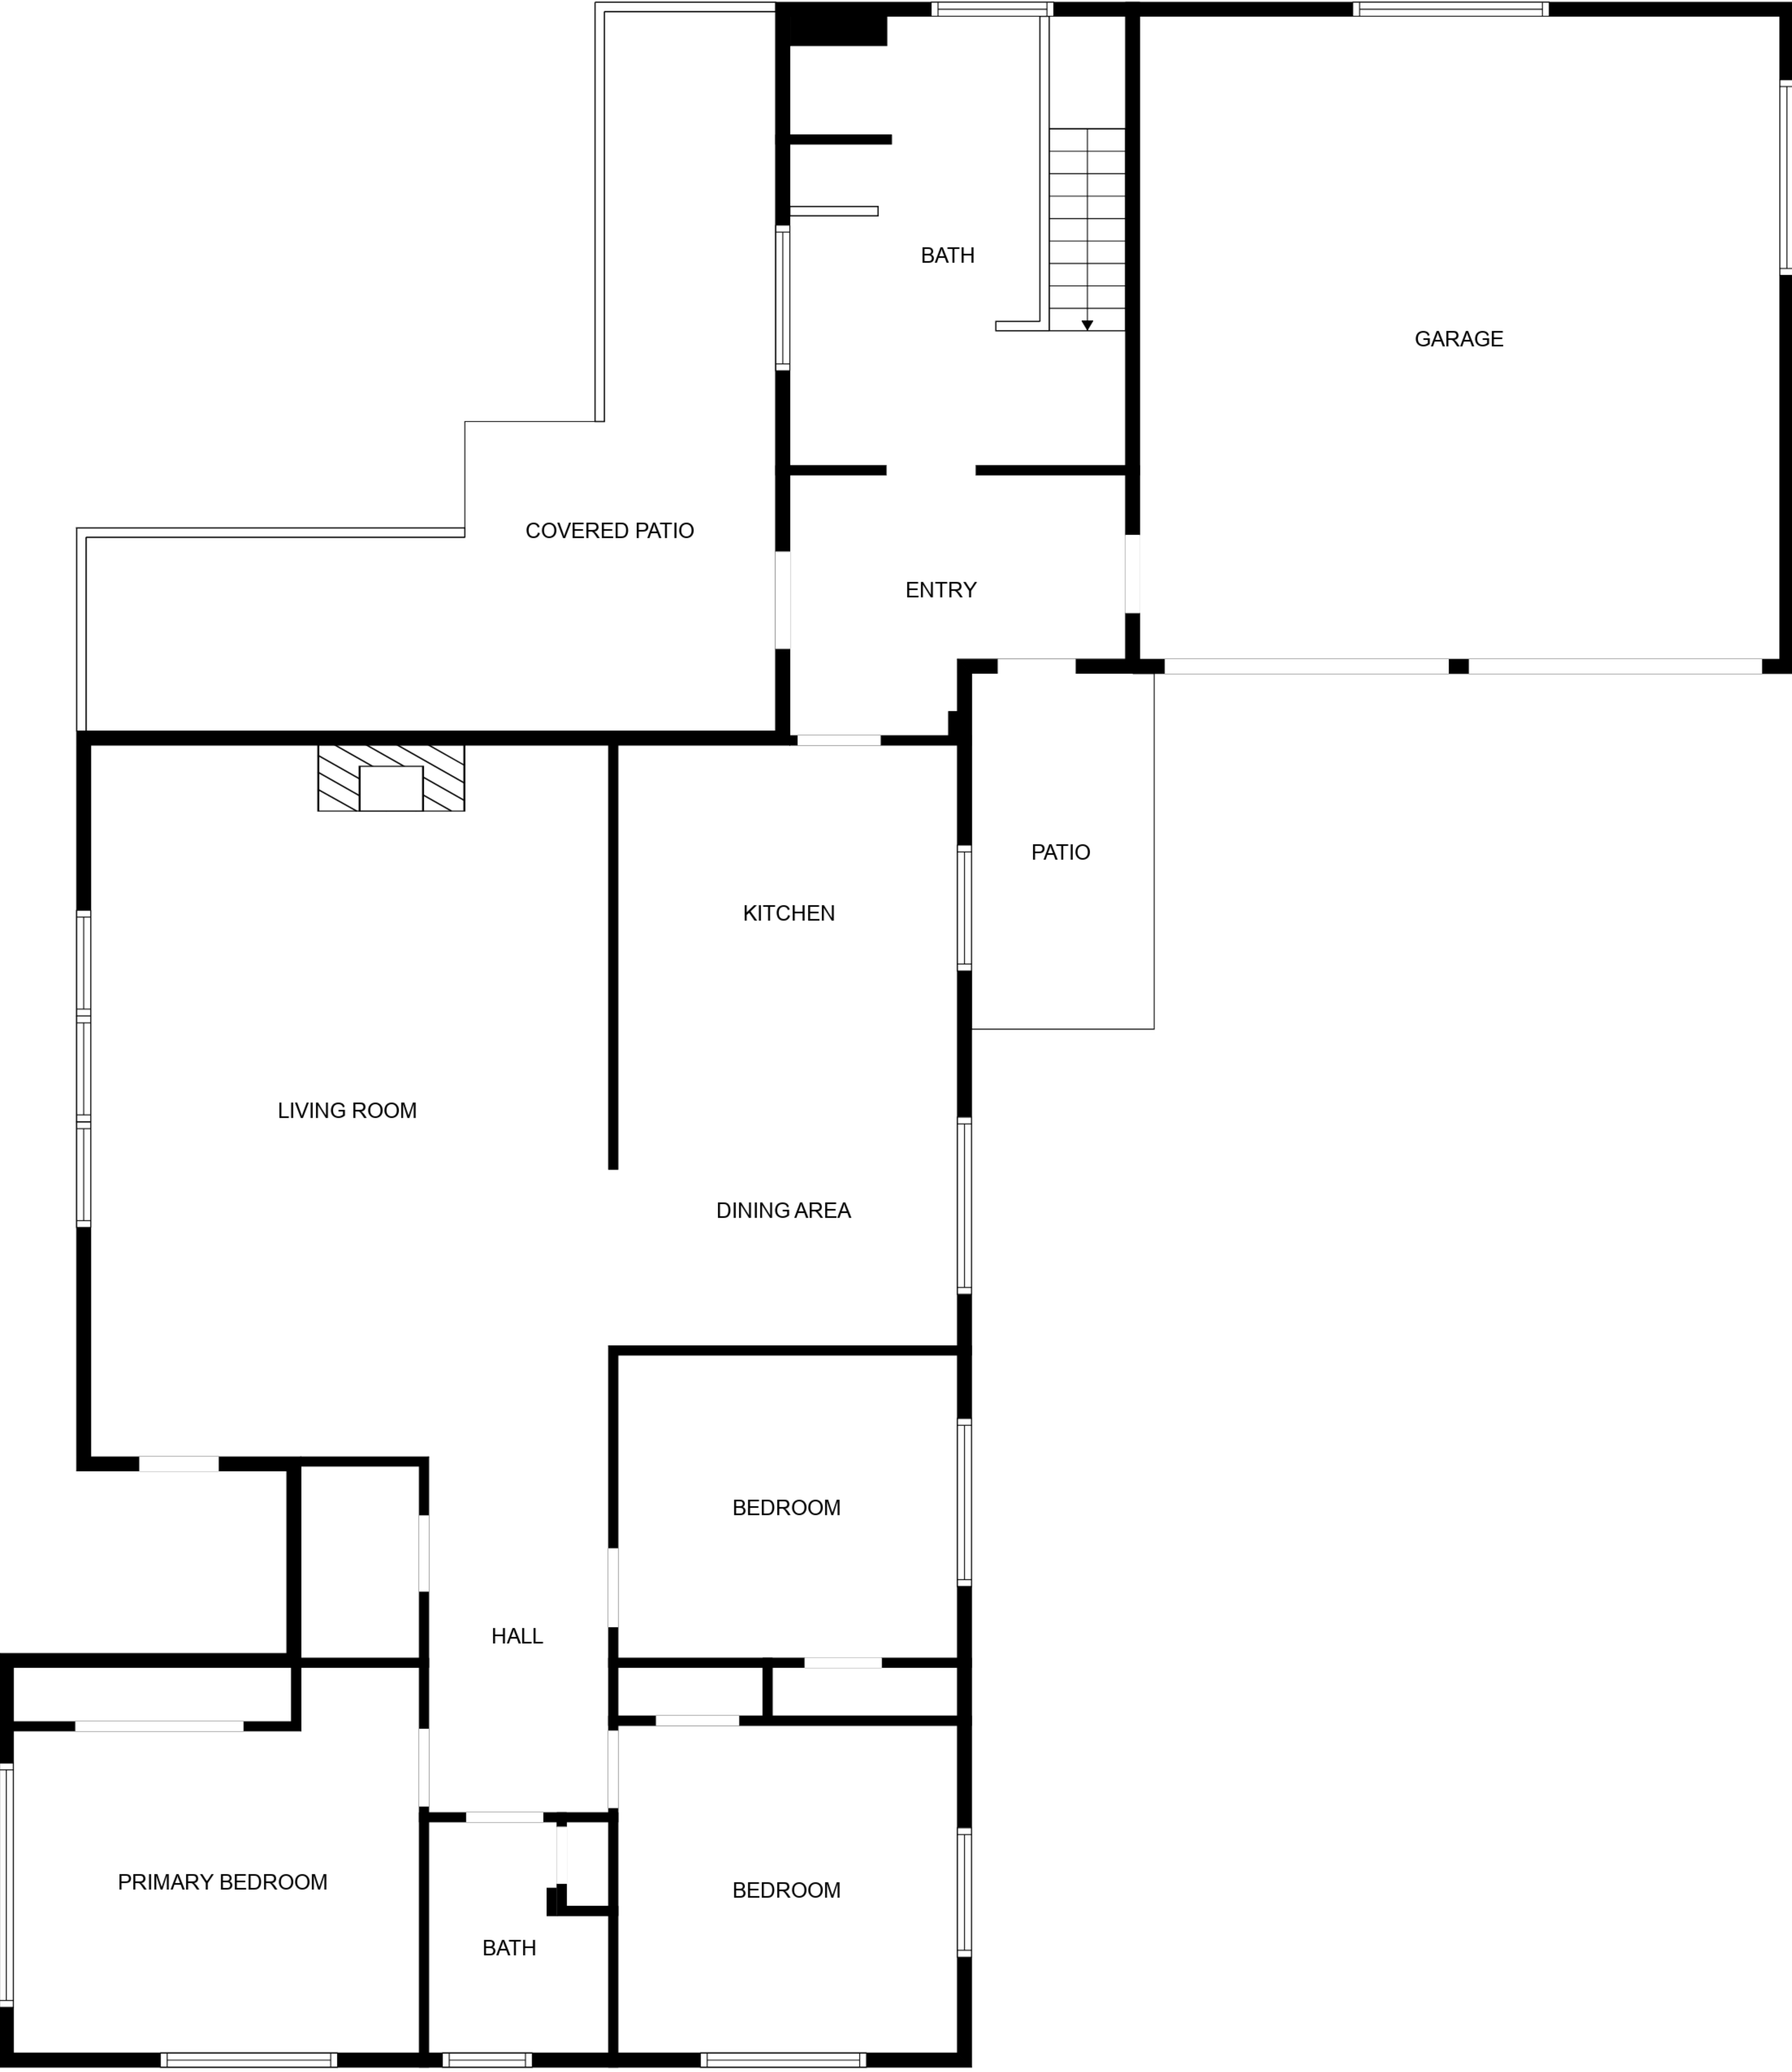 BATH
GARAGE
COVERED PATIO
ENTRY
PATIO
KITCHEN
LIVING ROOM
DINING AREA
BEDROOM
HALL
PRIMARY BEDROOM
BEDROOM
BATH